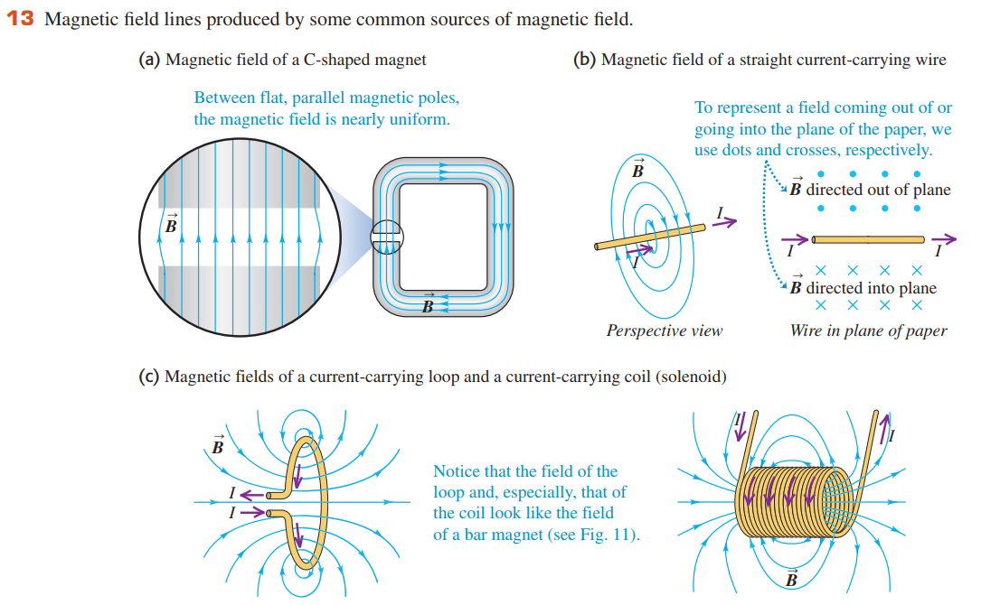 13 Magnetic field lines produced by some common sources of magnetic field.
(a) Magnetic field of a C-shaped magnet
Between flat, parallel magnetic poles,
the magnetic field is nearly uniform.
B⃗
B⃗
(b) Magnetic field of a straight current-carrying wire
To represent a field coming out of or
going into the plane of the paper, we
use dots and crosses, respectively.
B⃗
I
I
Perspective view
B⃗ directed out of plane
I
I
B⃗ directed into plane
Wire in plane of paper
(c) Magnetic fields of a current-carrying loop and a current-carrying coil (solenoid)
B⃗
I
I
Notice that the field of the
loop and, especially, that of
the coil look like the field
of a bar magnet (see Fig. 11).
I
I
B⃗